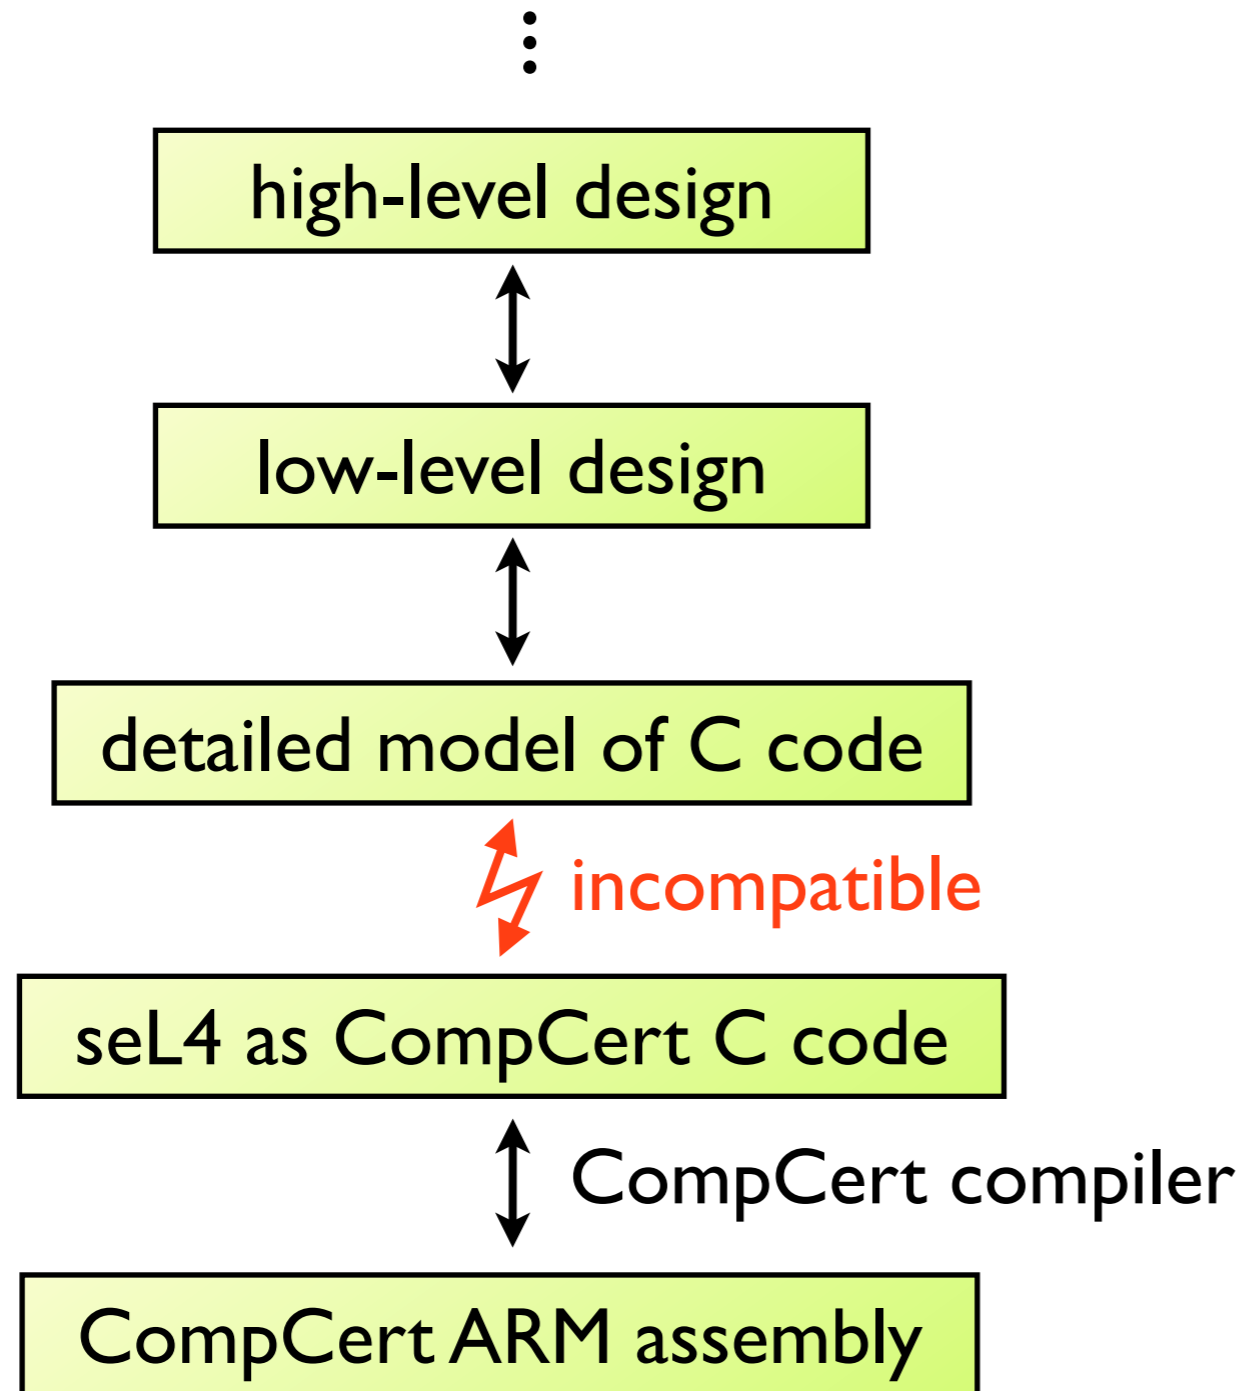 high-level design
low-level design
detailed model of C code
incompatible
seL4 as CompCert C code
CompCert compiler
CompCert ARM assembly